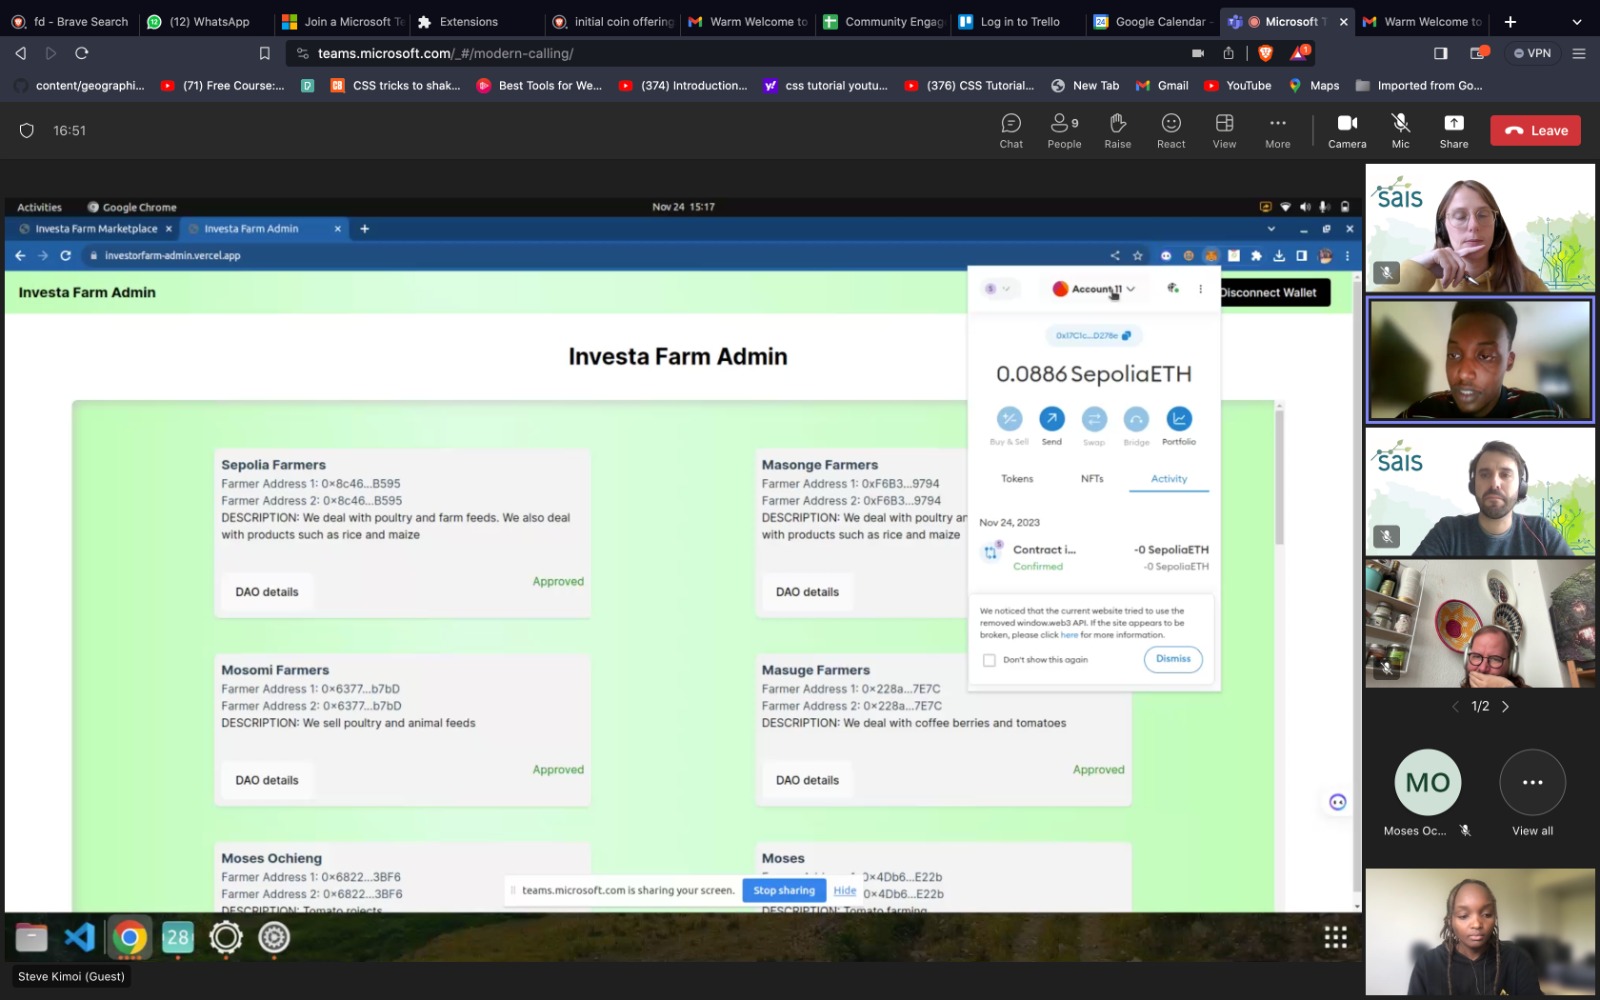 fd - Brave Search
(12) WhatsApp
Join a Microsoft Te
Extensions
initial coin offering
Warm Welcome to
Community Engag
Log in to Trello
Google Calendar -
Microsoft T
Warm Welcome to
teams.microsoft.com/_#/modern-calling/
1
VPN
content/geographi...
(71) Free Course:...
CSS tricks to shak...
Best Tools for We...
(374) Introduction...
css tutorial youtu...
(376) CSS Tutorial...
New Tab
Gmail
YouTube
Maps
Imported from Go...
16:51
Chat
People
9
Raise
React
View
More
Camera
Mic
Share
Leave
Activities
Google Chrome
Nov 24 15:17
Investa Farm Marketplace
Investa Farm Admin
investorfarm-admin.vercel.app
Investa Farm Admin
Disconnect Wallet
Investa Farm Admin
Sepolia Farmers
Farmer Address 1: 0×8c46...B595
Farmer Address 2: 0×8c46...B595
DESCRIPTION: We deal with poultry and farm feeds. We also deal
with products such as rice and maize
Approved
DAO details
Masonge Farmers
Farmer Address 1: 0xF6B3...9794
Farmer Address 2: 0xF6B3...9794
DESCRIPTION: We deal with poultry an
with products such as rice and maize
DAO details
Mosomi Farmers
Farmer Address 1: 0×6377...b7bD
Farmer Address 2: 0×6377...b7bD
DESCRIPTION: We sell poultry and animal feeds
Approved
DAO details
Masuge Farmers
Farmer Address 1: 0×228a...7E7C
Farmer Address 2: 0×228a...7E7C
DESCRIPTION: We deal with coffee berries and tomatoes
Approved
DAO details
Moses Ochieng
Farmer Address 1: 0×6822...3BF6
Farmer Address 2: 0×6822...3BF6
DESCRIPTION: Tomato rojects
Moses
0×4Db6...E22b
0×4Db6...E22b
DESCRIPTION: Tomato farming
S
Account 11
0x17C1c...D278e
0.0886 SepoliaETH
Buy & Sell
Send
Swap
Bridge
Portfolio
Tokens
NFTs
Activity
Nov 24, 2023
Contract i...
-0 SepoliaETH
Confirmed
-0 SepoliaETH
We noticed that the current website tried to use the
removed window.web3 API. If the site appears to be
broken, please click here for more information.
Don't show this again
Dismiss
teams.microsoft.com is sharing your screen.
Stop sharing
Hide
28
Steve Kimoi (Guest)
sais
sais
1/2
MO
Moses Oc...
View all